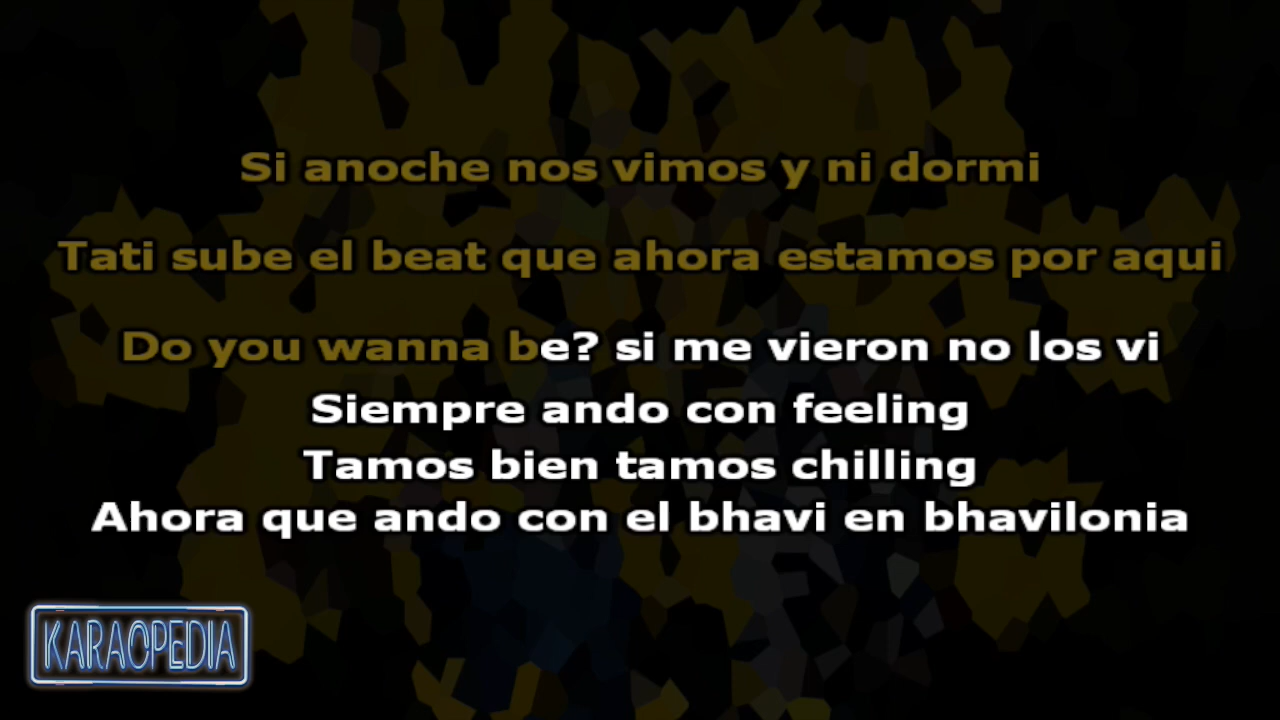 Si anoche nos vimos y ni dormi
Tati sube el beat que ahora estamos por aqui
Do you wanna be? si me vieron no los vi
Siempre ando con feeling
Tamos bien tamos chilling
Ahora que ando con el bhavi en bhavilonia
KARAOPEDIA